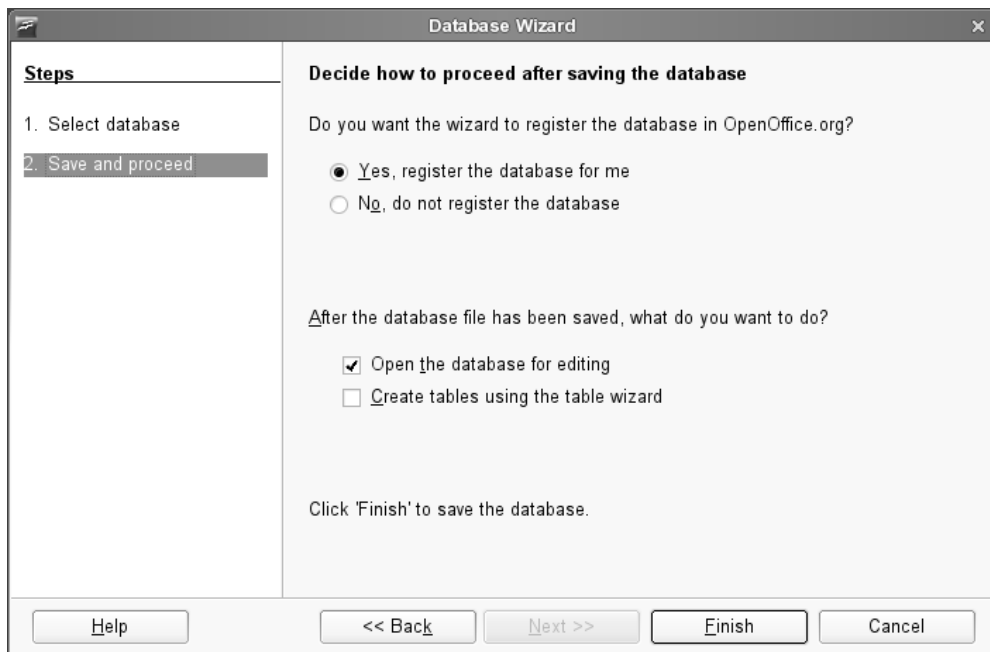 Database Wizard
Steps
1. Select database
2. Save and proceed
Decide how to proceed after saving the database
Do you want the wizard to register the database in OpenOffice.org?
Yes, register the database for me
No, do not register the database
After the database file has been saved, what do you want to do?
Open the database for editing
Create tables using the table wizard
Click 'Finish' to save the database.
Help
<< Back
Next >>
Finish
Cancel